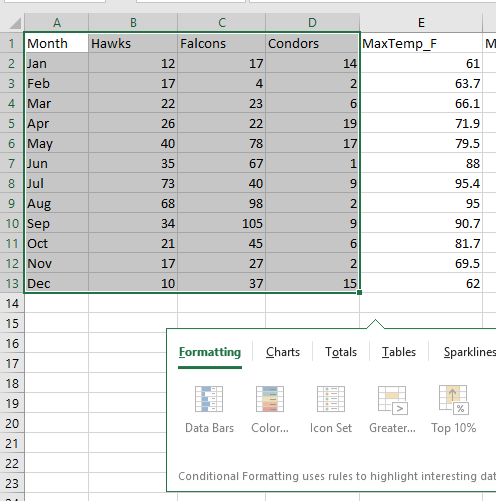 A B C D E
1 Month Hawks Falcons Condors MaxTemp_F M
2 Jan 12 17 14 61
3 Feb 17 4 2 63.7
4 Mar 22 23 6 66.1
5 Apr 26 22 19 71.9
6 May 40 78 17 79.5
7 Jun 35 67 1 88
8 Jul 73 40 9 95.4
9 Aug 68 98 2 95
10 Sep 34 105 9 90.7
11 Oct 21 45 6 81.7
12 Nov 17 27 2 69.5
13 Dec 10 37 15 62
14
15
16
17
18
19
20
21
22
23
Formatting Charts Totals Tables Sparklines
Data Bars Color... Icon Set Greater... Top 10%
Conditional Formatting uses rules to highlight interesting dat